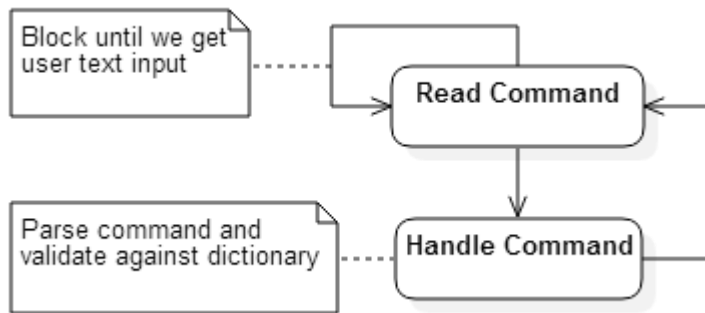 Block until we get
user text input
Read Command
Parse command and
validate against dictionary
Handle Command